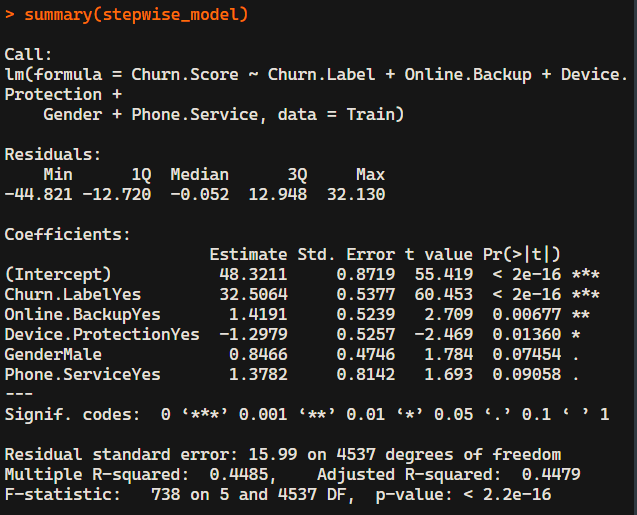 > summary(stepwise_model)

Call:
lm(formula = Churn.Score ~ Churn.Label + Online.Backup + Device.
Protection +
    Gender + Phone.Service, data = Train)

Residuals:
    Min      1Q  Median      3Q     Max
-44.821 -12.720  -0.052  12.948  32.130

Coefficients:
                     Estimate Std. Error t value Pr(>|t|)
(Intercept)           48.3211     0.8719  55.419  < 2e-16 ***
Churn.LabelYes        32.5064     0.5377  60.453  < 2e-16 ***
Online.BackupYes       1.4191     0.5239   2.709  0.00677 **
Device.ProtectionYes  -1.2979     0.5257  -2.469  0.01360 *
GenderMale             0.8466     0.4746   1.784  0.07454 .
Phone.ServiceYes       1.3782     0.8142   1.693  0.09058 .
---
Signif. codes:  0 ‘***’ 0.001 ‘**’ 0.01 ‘*’ 0.05 ‘.’ 0.1 ‘ ’ 1

Residual standard error: 15.99 on 4537 degrees of freedom
Multiple R-squared:  0.4485,    Adjusted R-squared:  0.4479
F-statistic:   738 on 5 and 4537 DF,  p-value: < 2.2e-16